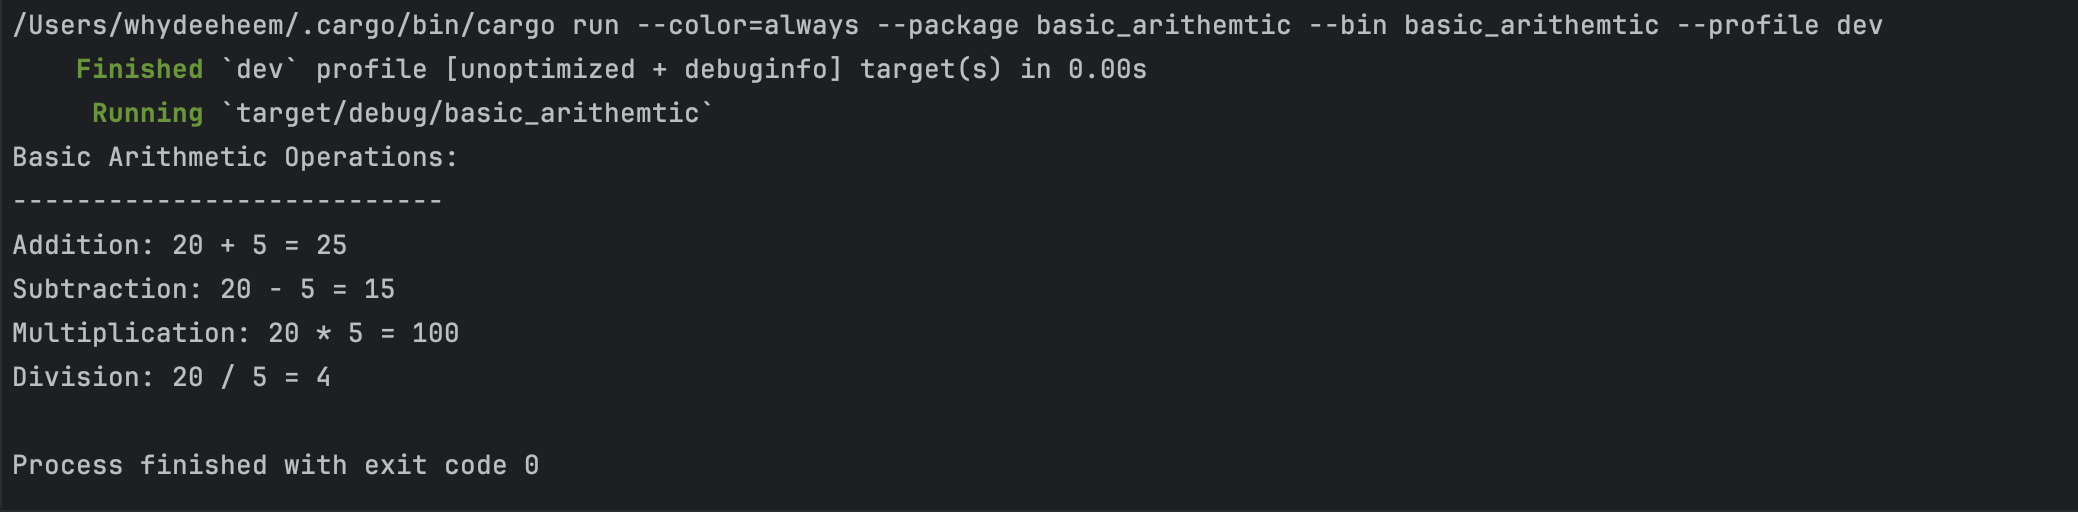 /Users/whydeeheem/.cargo/bin/cargo run --color=always --package basic_arithemtic --bin basic_arithemtic --profile dev
    Finished `dev` profile [unoptimized + debuginfo] target(s) in 0.00s
     Running `target/debug/basic_arithemtic`
Basic Arithmetic Operations:
---------------------------
Addition: 20 + 5 = 25
Subtraction: 20 - 5 = 15
Multiplication: 20 * 5 = 100
Division: 20 / 5 = 4

Process finished with exit code 0